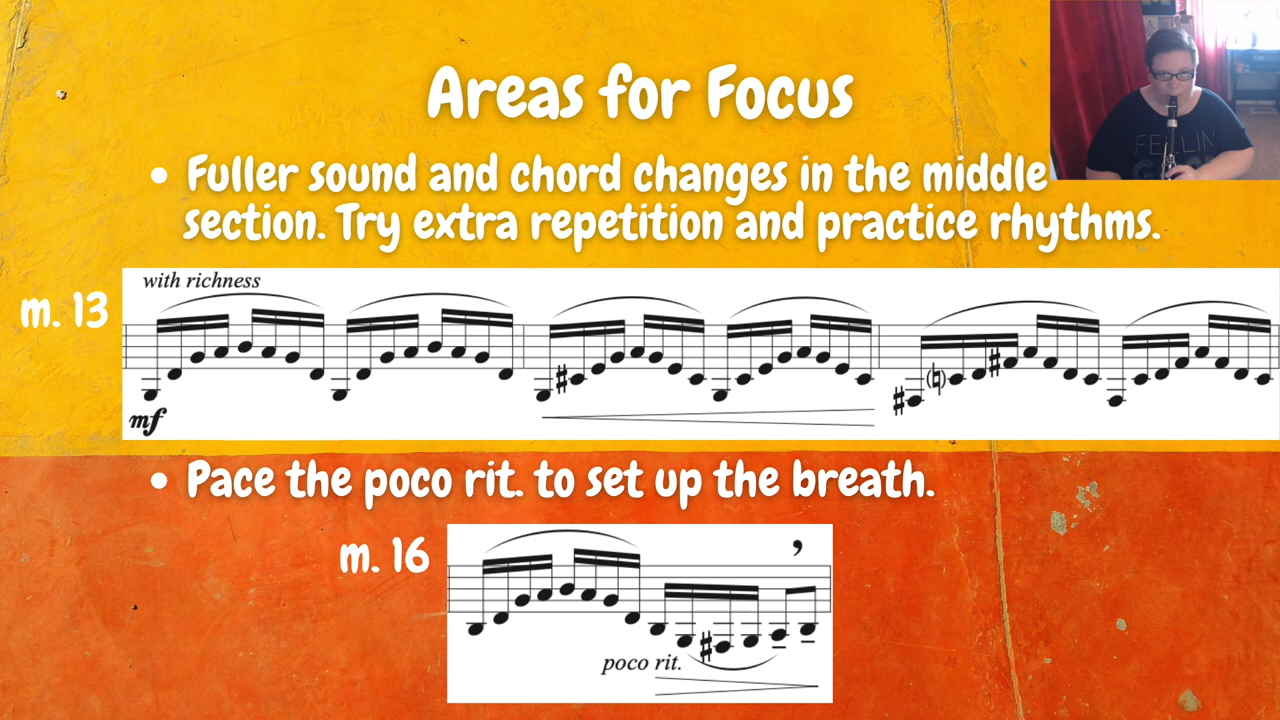 Areas for Focus
• Fuller sound and chord changes in the middle
section. Try extra repetition and practice rhythms.
with richness
m. 13
mf
• Pace the poco rit. to set up the breath.
m. 16
poco rit.
FEELIN'